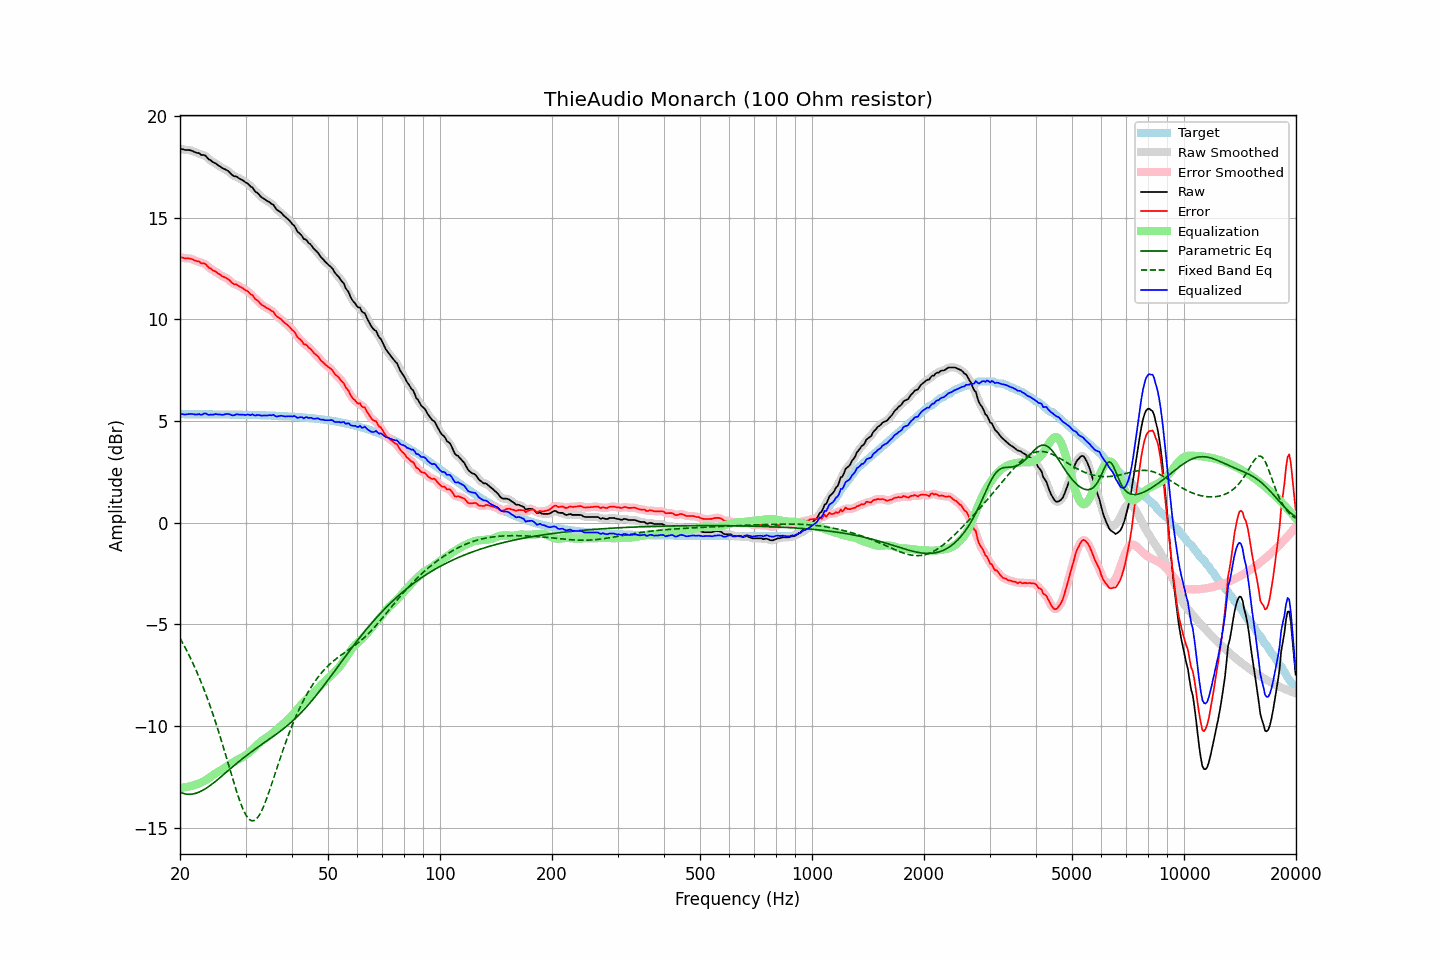 ThieAudio Monarch (100 Ohm resistor)
Amplitude (dBr)
20
15
10
5
0
−5
−10
−15
20
50
100
200
500
1000
2000
5000
10000
20000
Frequency (Hz)
Target
Raw Smoothed
Error Smoothed
Raw
Error
Equalization
Parametric Eq
Fixed Band Eq
Equalized